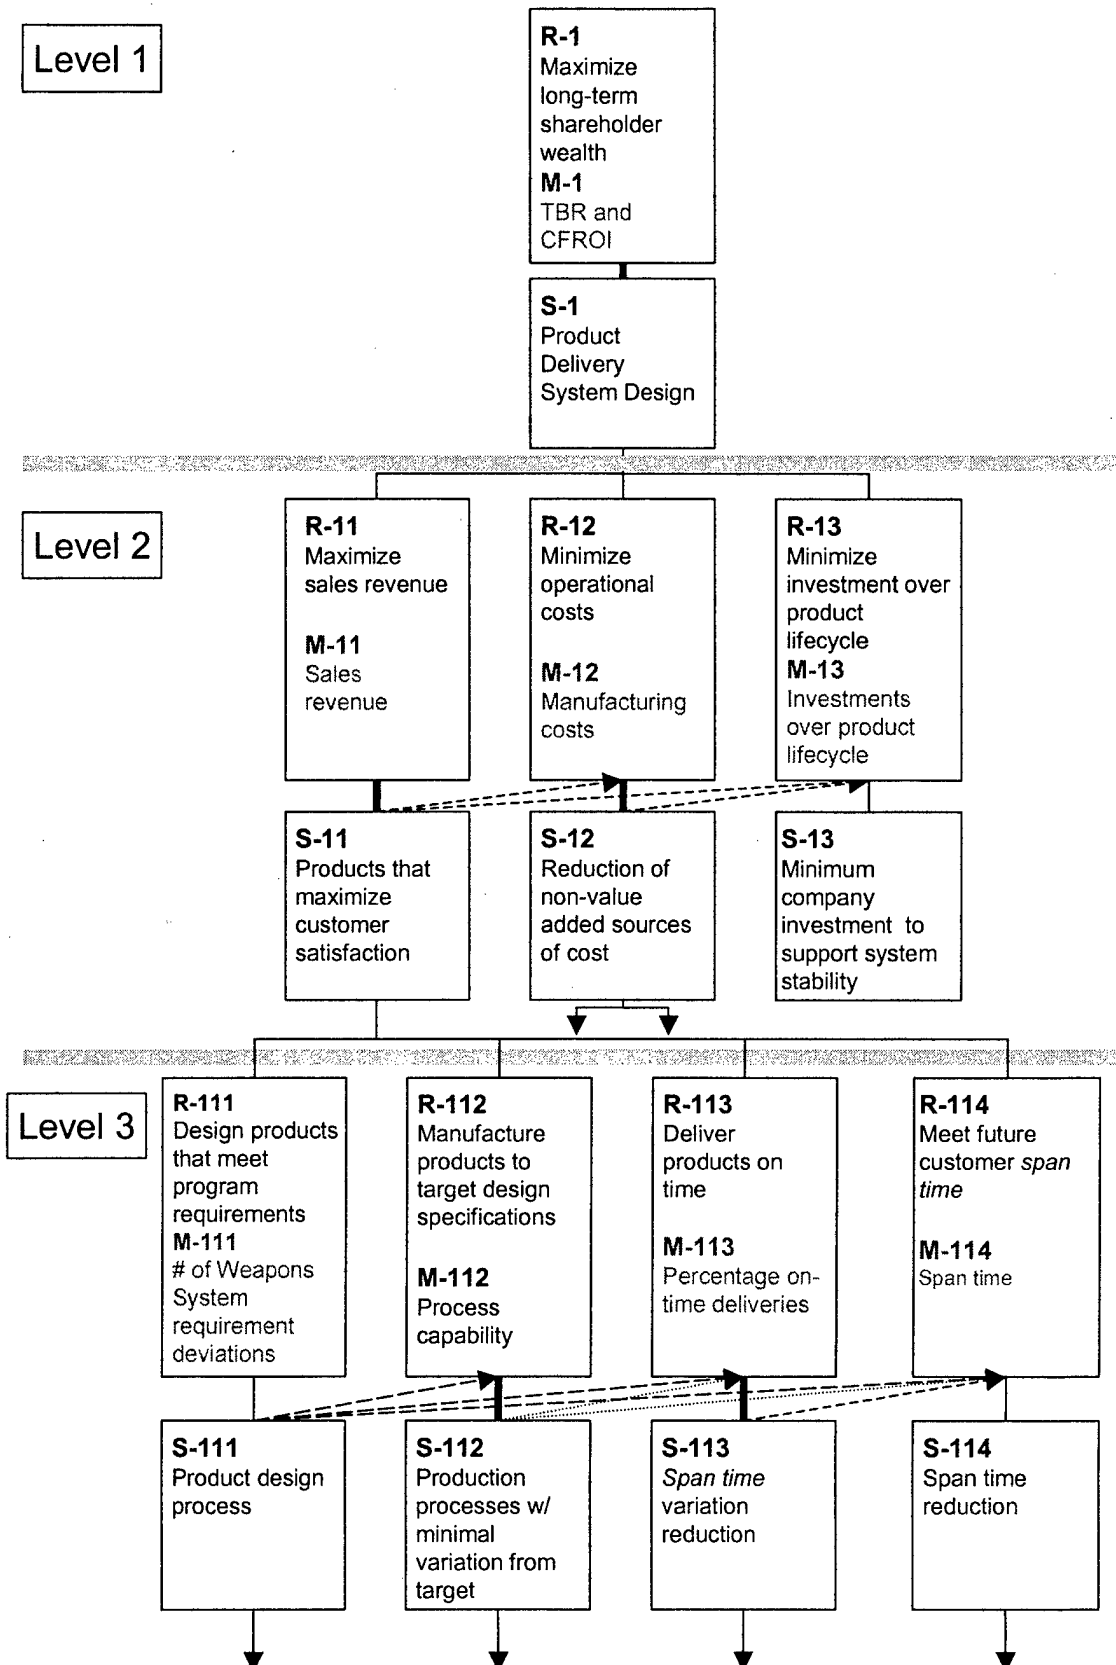 Level 1
R-1
Maximize
long-term
shareholder
wealth
M-1
TBR and
CFROI
S-1
Product
Delivery
System Design
Level 2
R-11
Maximize
sales revenue
M-11
Sales
revenue
R-12
Minimize
operational
costs
M-12
Manufacturing
costs
R-13
Minimize
investment over
product
lifecycle
M-13
Investments
over product
lifecycle
S-11
Products that
maximize
customer
satisfaction
S-12
Reduction of
non-value
added sources
of cost
S-13
Minimum
company
investment to
support system
stability
Level 3
R-111
Design products
that meet
program
requirements
M-111
# of Weapons
System
requirement
deviations
R-112
Manufacture
products to
target design
specifications
M-112
Process
capability
R-113
Deliver
products on
time
M-113
Percentage on-
time deliveries
R-114
Meet future
customer span
time
M-114
Span time
S-111
Product design
process
S-112
Production
processes w/
minimal
variation from
target
S-113
Span time
variation
reduction
S-114
Span time
reduction